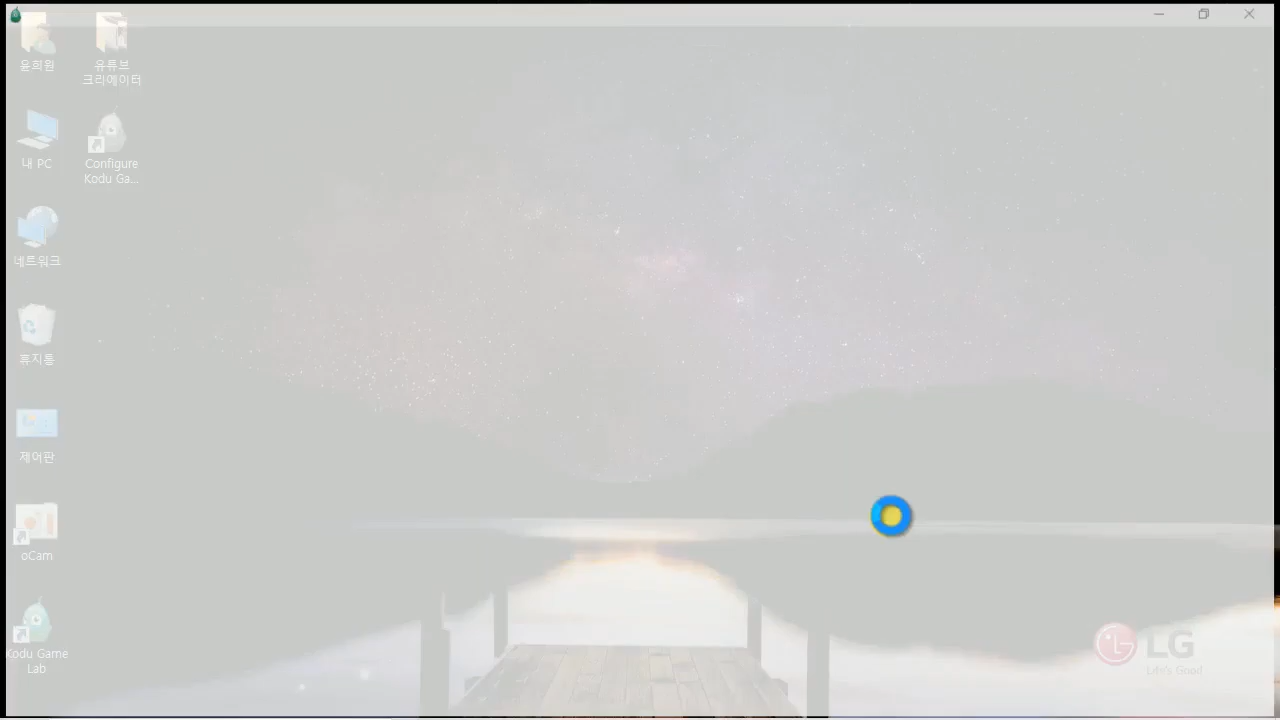 윤희원
유튜브
크리에이터
내 PC
Configure
Kodu Ga...
네트워크
휴지통
제어판
oCam
Kodu Game
Lab
LG
Life's Good